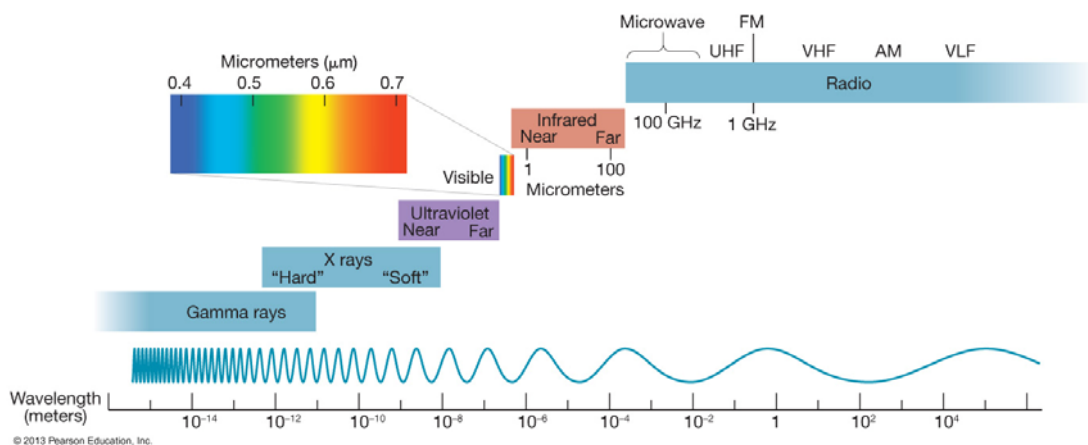 Microwave FM
UHF VHF AM VLF
Micrometers (μm)
0.4 0.5 0.6 0.7
Radio
Infrared
Near Far
100 GHz 1 GHz
1 100
Micrometers
Visible
Ultraviolet
Near Far
X rays
“Hard” “Soft”
Gamma rays
Wavelength
(meters)
10⁻¹⁴ 10⁻¹² 10⁻¹⁰ 10⁻⁸ 10⁻⁶ 10⁻⁴ 10⁻² 1 10² 10⁴
© 2013 Pearson Education, Inc.